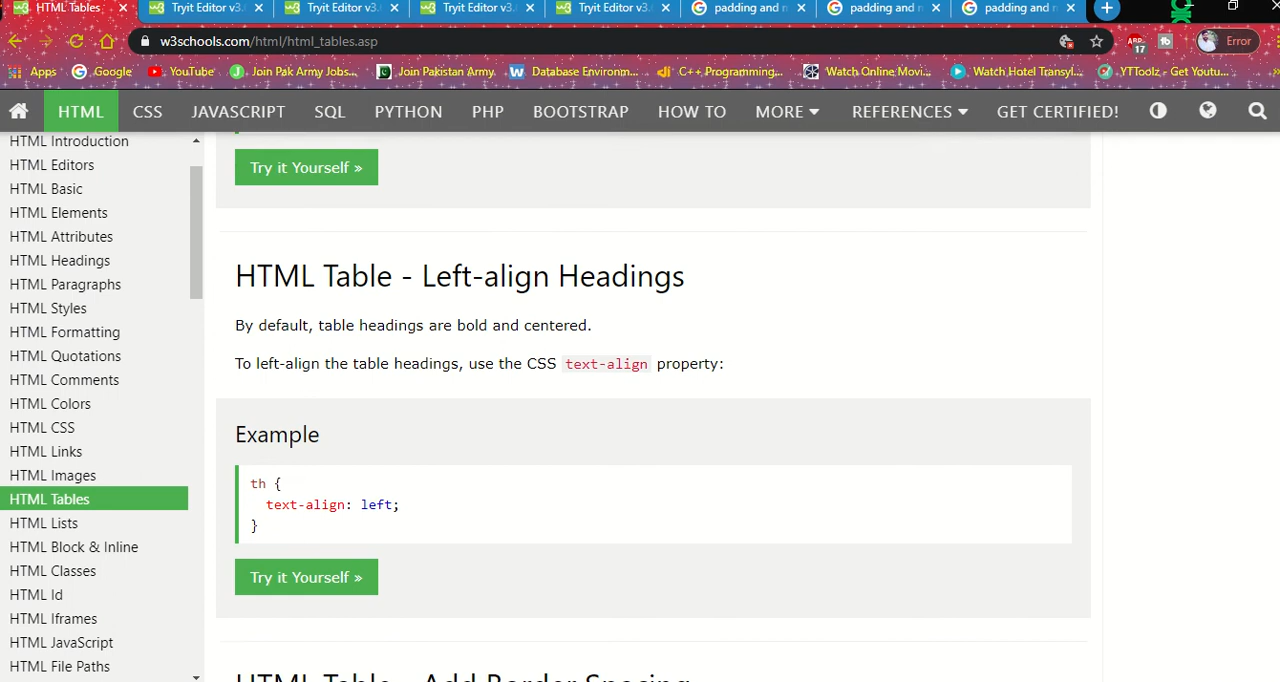 HTML Tables
Tryit Editor v3.
Tryit Editor v3.
Tryit Editor v3.
Tryit Editor v3.
padding and
padding and
padding and
w3schools.com/html/html_tables.asp
17
Error
Apps
Google
YouTube
Join Pak Army Jobs...
Join Pakistan Army
Database Environm...
C++ Programming...
Watch Online Movi...
Watch Hotel Transyl...
YTToolz - Get Youtu...
HTML
CSS
JAVASCRIPT
SQL
PYTHON
PHP
BOOTSTRAP
HOW TO
MORE
REFERENCES
GET CERTIFIED!
HTML Introduction
HTML Editors
HTML Basic
HTML Elements
HTML Attributes
HTML Headings
HTML Paragraphs
HTML Styles
HTML Formatting
HTML Quotations
HTML Comments
HTML Colors
HTML CSS
HTML Links
HTML Images
HTML Tables
HTML Lists
HTML Block & Inline
HTML Classes
HTML Id
HTML Iframes
HTML JavaScript
HTML File Paths
Try it Yourself »
HTML Table - Left-align Headings
By default, table headings are bold and centered.
To left-align the table headings, use the CSS text-align property:
Example
th {
text-align: left;
}
Try it Yourself »
HTML Table - Add Border Spacing